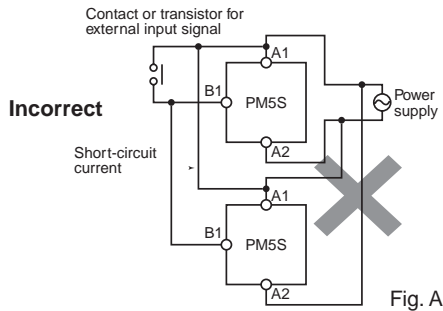 Contact or transistor for
external input signal
A1
B1
PM5S
Power
supply
Incorrect
A2
Short-circuit
current
A1
B1
PM5S
A2
Fig. A